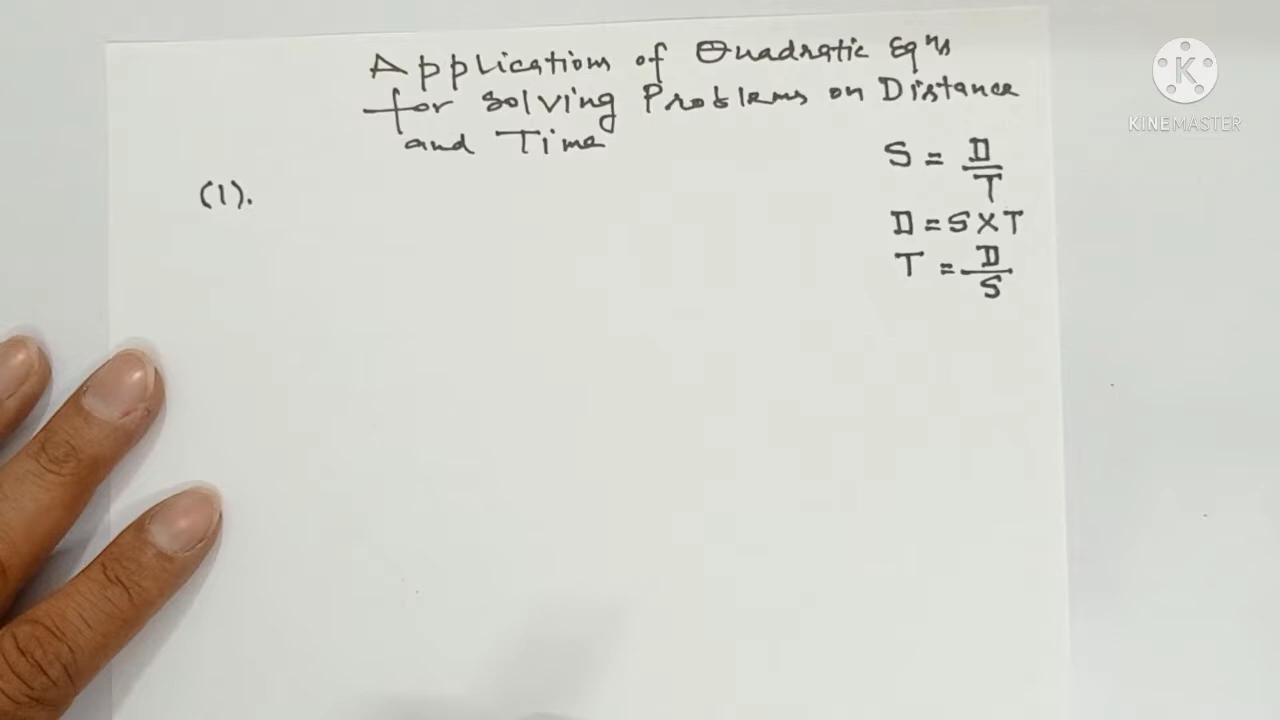 Application of Quadratic Eqns
for solving Problems on Distance
and Time
S = D/T
(1).
D = S×T
T = D/S
KINEMASTER